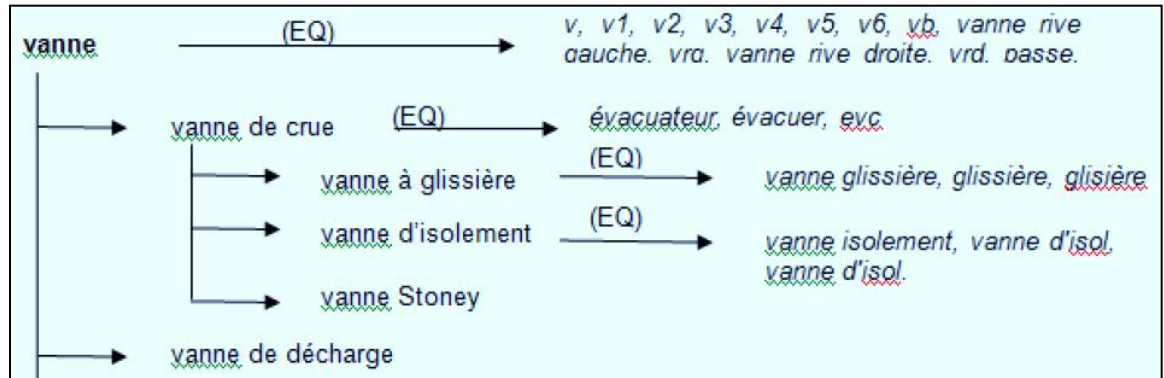 vanne (EQ) v, v1, v2, v3, v4, v5, v6, vb, vanne rive
gauche, vrg, vanne rive droite, vrd, passe,
vanne de crue (EQ) évacuateur, évacuer, evc
vanne à glissière (EQ) vanne glissière, glissière, glisière
vanne d'isolement (EQ) vanne isolement, vanne d'isol,
vanne d'isol.
vanne Stoney
vanne de décharge